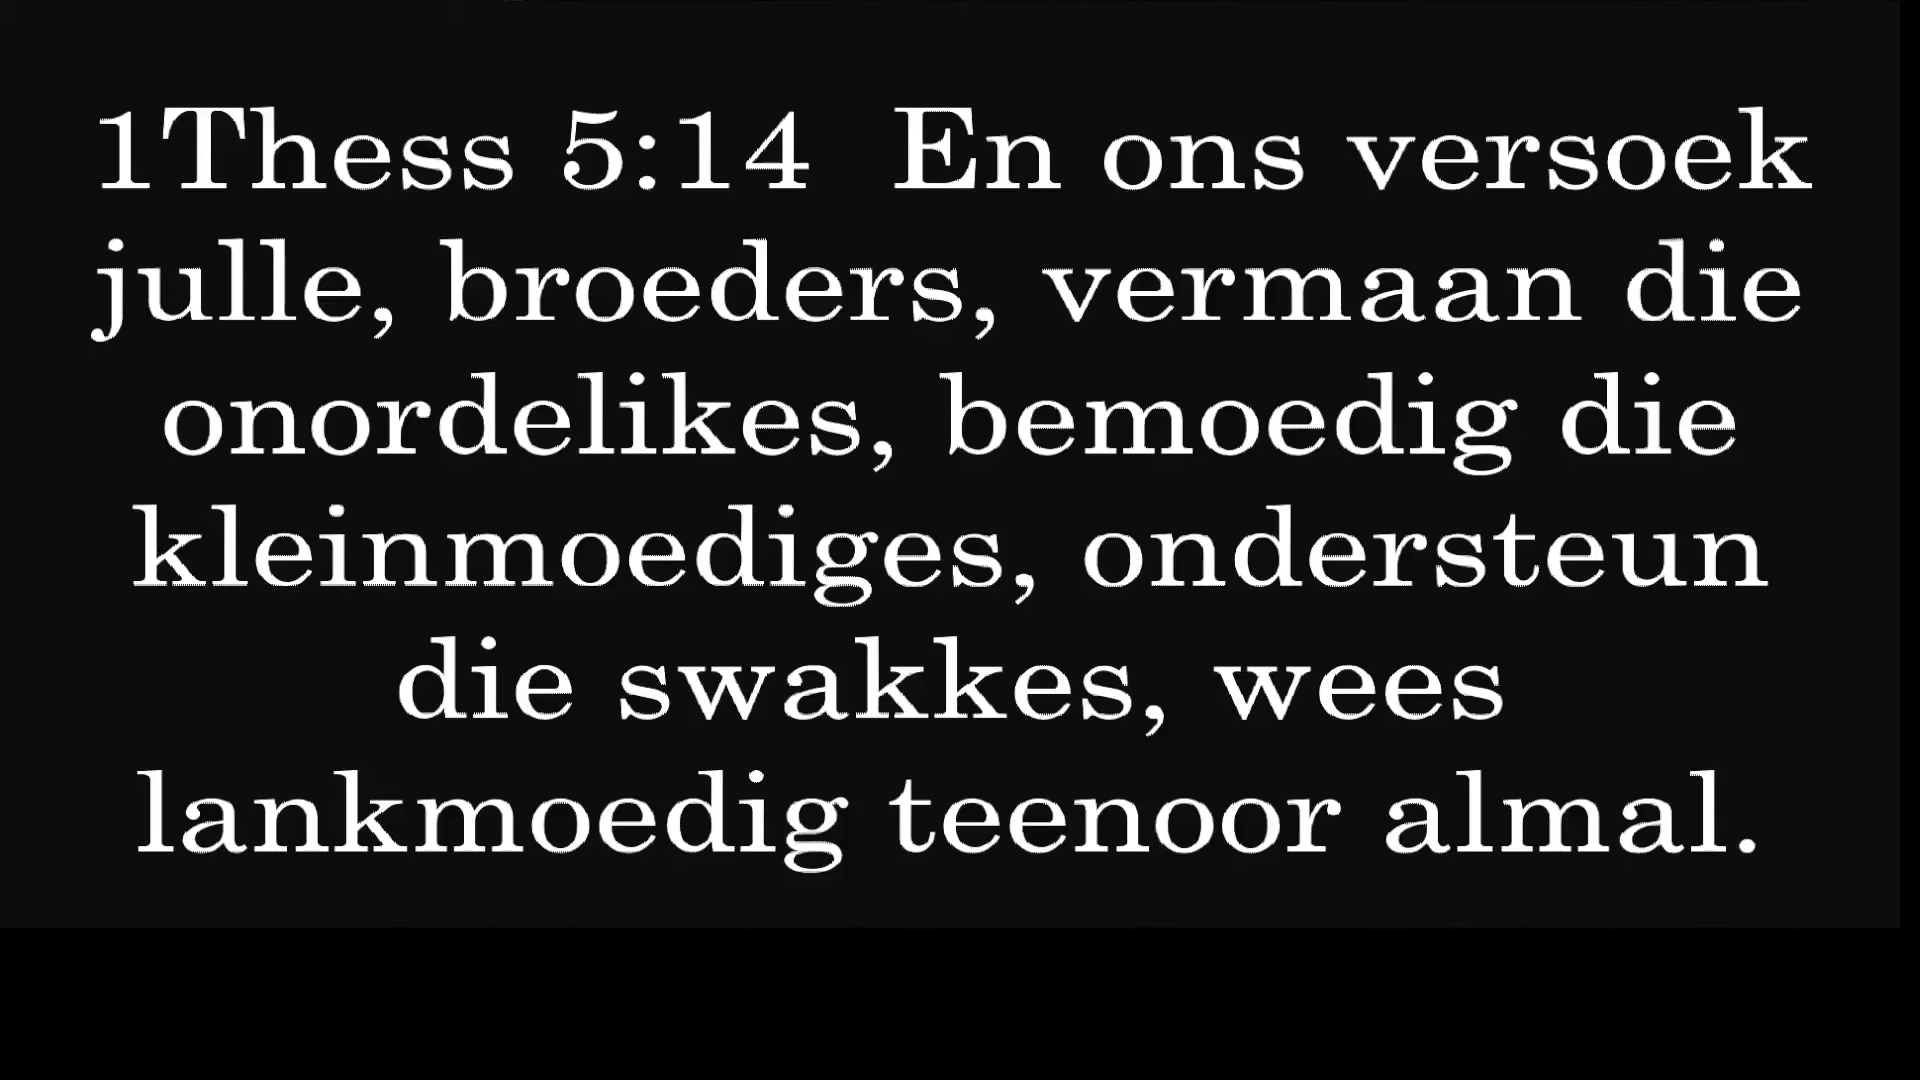 1Thess 5:14  En ons versoek
julle, broeders, vermaan die
onordelikes, bemoedig die
kleinmoediges, ondersteun
die swakkes, wees
lankmoedig teenoor almal.